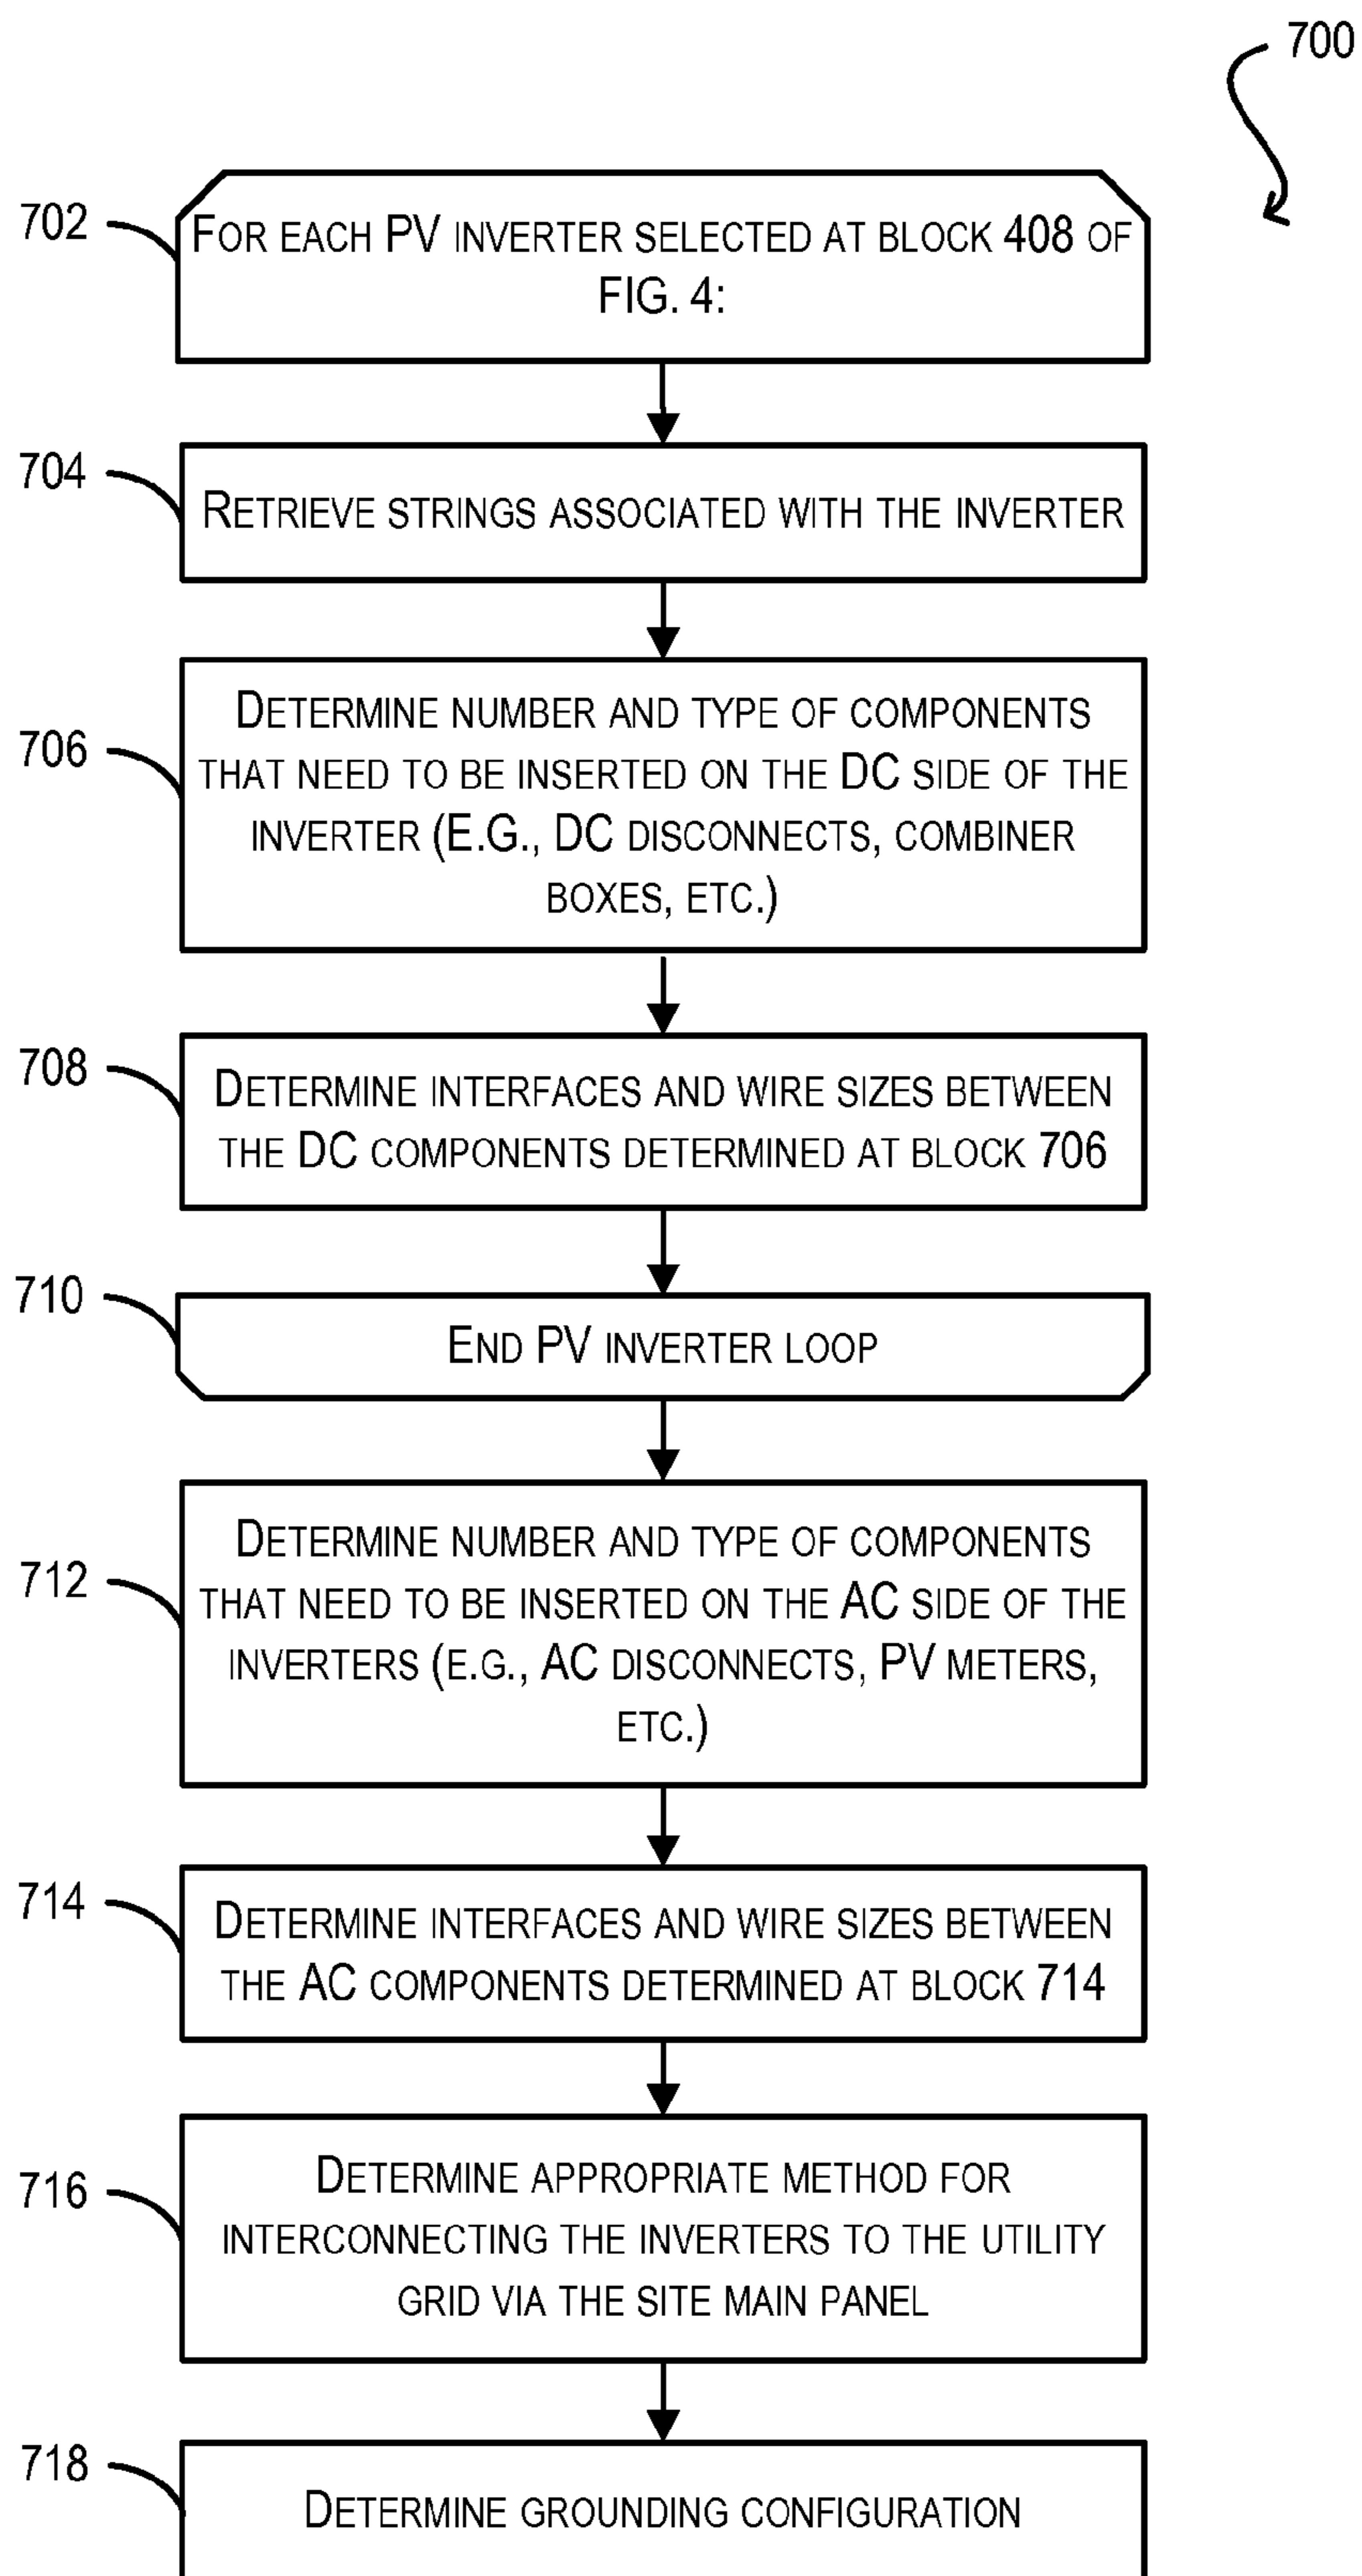 700
702
FOR EACH PV INVERTER SELECTED AT BLOCK 408 OF
FIG. 4:
704
RETRIEVE STRINGS ASSOCIATED WITH THE INVERTER
706
DETERMINE NUMBER AND TYPE OF COMPONENTS
THAT NEED TO BE INSERTED ON THE DC SIDE OF THE
INVERTER (E.G., DC DISCONNECTS, COMBINER
BOXES, ETC.)
708
DETERMINE INTERFACES AND WIRE SIZES BETWEEN
THE DC COMPONENTS DETERMINED AT BLOCK 706
710
END PV INVERTER LOOP
712
DETERMINE NUMBER AND TYPE OF COMPONENTS
THAT NEED TO BE INSERTED ON THE AC SIDE OF THE
INVERTERS (E.G., AC DISCONNECTS, PV METERS,
ETC.)
714
DETERMINE INTERFACES AND WIRE SIZES BETWEEN
THE AC COMPONENTS DETERMINED AT BLOCK 714
716
DETERMINE APPROPRIATE METHOD FOR
INTERCONNECTING THE INVERTERS TO THE UTILITY
GRID VIA THE SITE MAIN PANEL
718
DETERMINE GROUNDING CONFIGURATION